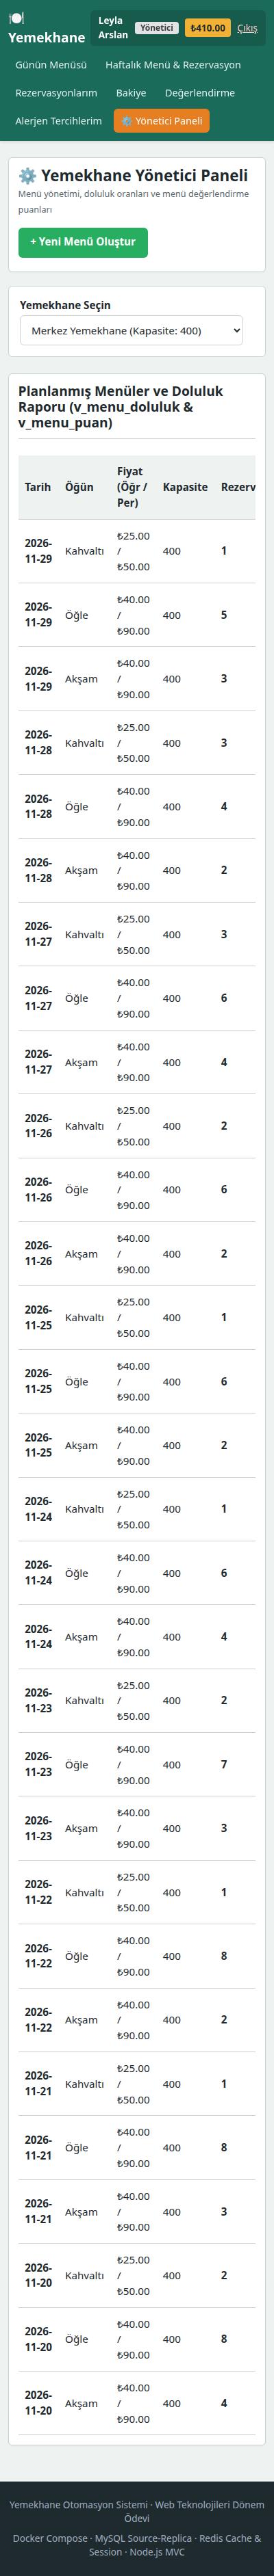 🍽️
Yemekhane
Leyla
Arslan
Yönetici
₺410.00
Çıkış
Günün Menüsü
Haftalık Menü & Rezervasyon
Rezervasyonlarım
Bakiye
Değerlendirme
Alerjen Tercihlerim
⚙️ Yönetici Paneli
⚙️ Yemekhane Yönetici Paneli
Menü yönetimi, doluluk oranları ve menü değerlendirme
puanları
+ Yeni Menü Oluştur
Yemekhane Seçin
Merkez Yemekhane (Kapasite: 400)
Planlanmış Menüler ve Doluluk
Raporu (v_menu_doluluk &
v_menu_puan)
Tarih Öğün Fiyat (Öğr / Per) Kapasite Rezerv
2026-11-29 Kahvaltı ₺25.00 / ₺50.00 400 1
2026-11-29 Öğle ₺40.00 / ₺90.00 400 5
2026-11-29 Akşam ₺40.00 / ₺90.00 400 3
2026-11-28 Kahvaltı ₺25.00 / ₺50.00 400 3
2026-11-28 Öğle ₺40.00 / ₺90.00 400 4
2026-11-28 Akşam ₺40.00 / ₺90.00 400 2
2026-11-27 Kahvaltı ₺25.00 / ₺50.00 400 3
2026-11-27 Öğle ₺40.00 / ₺90.00 400 6
2026-11-27 Akşam ₺40.00 / ₺90.00 400 4
2026-11-26 Kahvaltı ₺25.00 / ₺50.00 400 2
2026-11-26 Öğle ₺40.00 / ₺90.00 400 6
2026-11-26 Akşam ₺40.00 / ₺90.00 400 2
2026-11-25 Kahvaltı ₺25.00 / ₺50.00 400 1
2026-11-25 Öğle ₺40.00 / ₺90.00 400 6
2026-11-25 Akşam ₺40.00 / ₺90.00 400 2
2026-11-24 Kahvaltı ₺25.00 / ₺50.00 400 1
2026-11-24 Öğle ₺40.00 / ₺90.00 400 6
2026-11-24 Akşam ₺40.00 / ₺90.00 400 4
2026-11-23 Kahvaltı ₺25.00 / ₺50.00 400 2
2026-11-23 Öğle ₺40.00 / ₺90.00 400 7
2026-11-23 Akşam ₺40.00 / ₺90.00 400 3
2026-11-22 Kahvaltı ₺25.00 / ₺50.00 400 1
2026-11-22 Öğle ₺40.00 / ₺90.00 400 8
2026-11-22 Akşam ₺40.00 / ₺90.00 400 2
2026-11-21 Kahvaltı ₺25.00 / ₺50.00 400 1
2026-11-21 Öğle ₺40.00 / ₺90.00 400 8
2026-11-21 Akşam ₺40.00 / ₺90.00 400 3
2026-11-20 Kahvaltı ₺25.00 / ₺50.00 400 2
2026-11-20 Öğle ₺40.00 / ₺90.00 400 8
2026-11-20 Akşam ₺40.00 / ₺90.00 400 4
Yemekhane Otomasyon Sistemi · Web Teknolojileri Dönem
Ödevi
Docker Compose · MySQL Source-Replica · Redis Cache &
Session · Node.js MVC